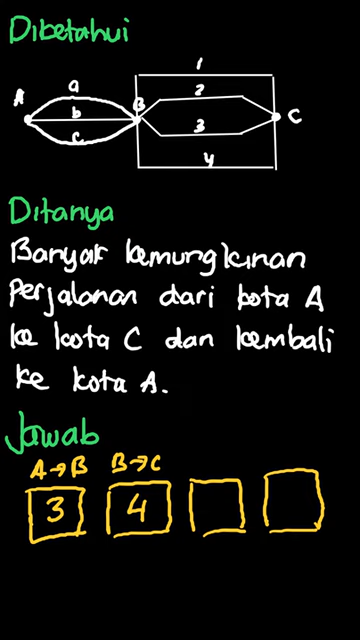 Diketahui
1
a
2
A
B
b
C
3
c
4
Ditanya
Banyak kemungkinan
perjalanan dari kota A
ke kota C dan kembali
ke kota A.
Jawab
A→B B→C
3 4